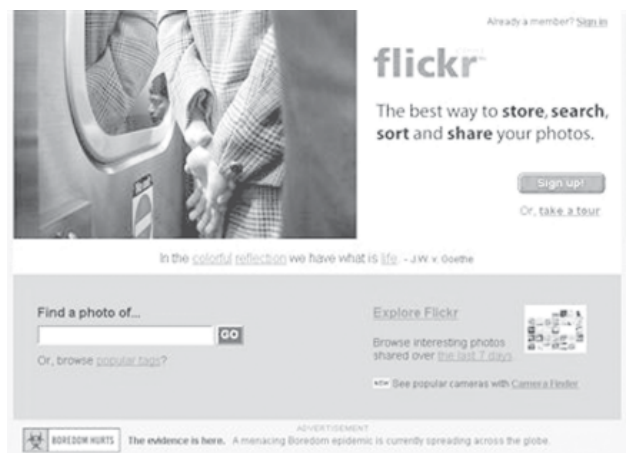 Already a member? Sign in
flickr
The best way to store, search,
sort and share your photos.
Sign up!
Or, take a tour
In the colorful reflection we have what is life. - J.W. v. Goethe
Find a photo of...
GO
Or, browse popular tags?
Explore Flickr
Browse interesting photos
shared over the last 7 days.
NEW See popular cameras with Camera Finder
ADVERTISEMENT
BOREDOM HURTS The evidence is here. A menacing Boredom epidemic is currently spreading across the globe.